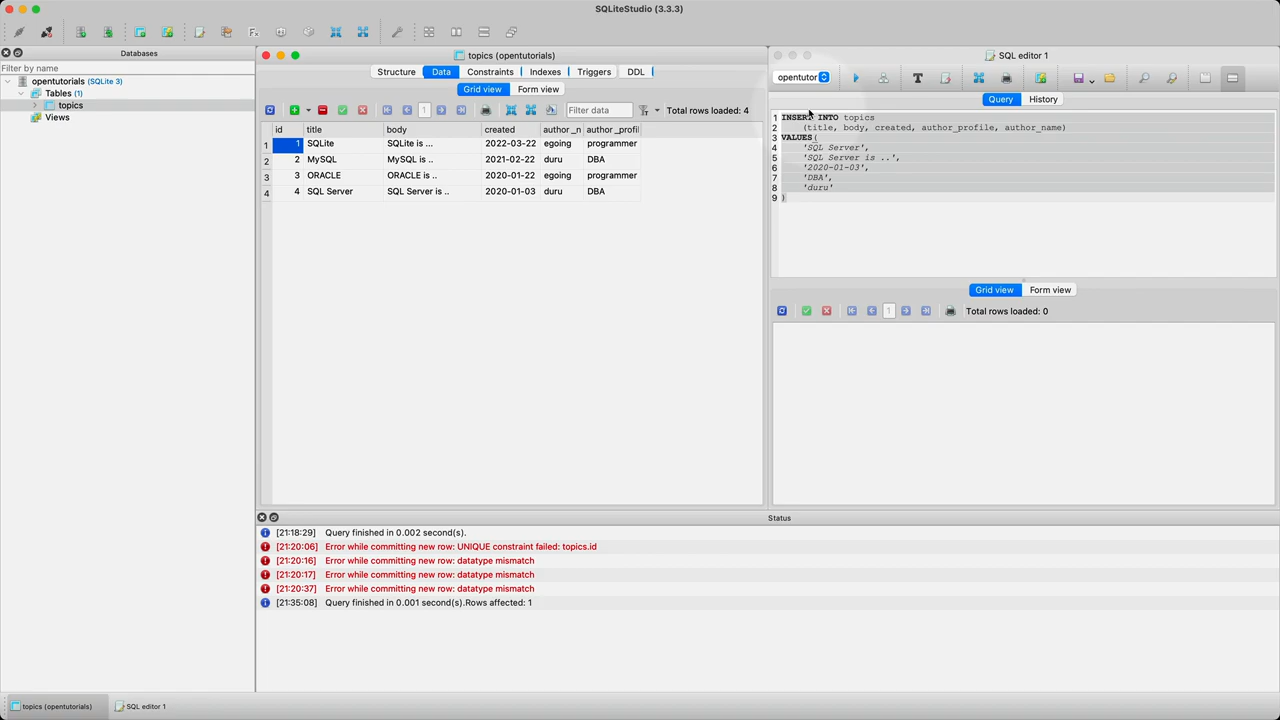 SQLiteStudio (3.3.3)
Databases
Filter by name
opentutorials (SQLite 3)
Tables (1)
topics
Views
topics (opentutorials)
Structure Data Constraints Indexes Triggers DDL
Grid view Form view
1 Filter data Total rows loaded: 4
id title body created author_n author_profil
1 1 SQLite SQLite is ... 2022-03-22 egoing programmer
2 2 MySQL MySQL is .. 2021-02-22 duru DBA
3 3 ORACLE ORACLE is .. 2020-01-22 egoing programmer
4 4 SQL Server SQL Server is .. 2020-01-03 duru DBA
SQL editor 1
opentutor
Query History
1 INSERT INTO topics
2 (title, body, created, author_profile, author_name)
3 VALUES(
4 'SQL Server',
5 'SQL Server is ..',
6 '2020-01-03',
7 'DBA',
8 'duru'
9 )
Grid view Form view
1 Total rows loaded: 0
Status
[21:18:29] Query finished in 0.002 second(s).
[21:20:06] Error while committing new row: UNIQUE constraint failed: topics.id
[21:20:16] Error while committing new row: datatype mismatch
[21:20:17] Error while committing new row: datatype mismatch
[21:20:37] Error while committing new row: datatype mismatch
[21:35:08] Query finished in 0.001 second(s).Rows affected: 1
topics (opentutorials) SQL editor 1